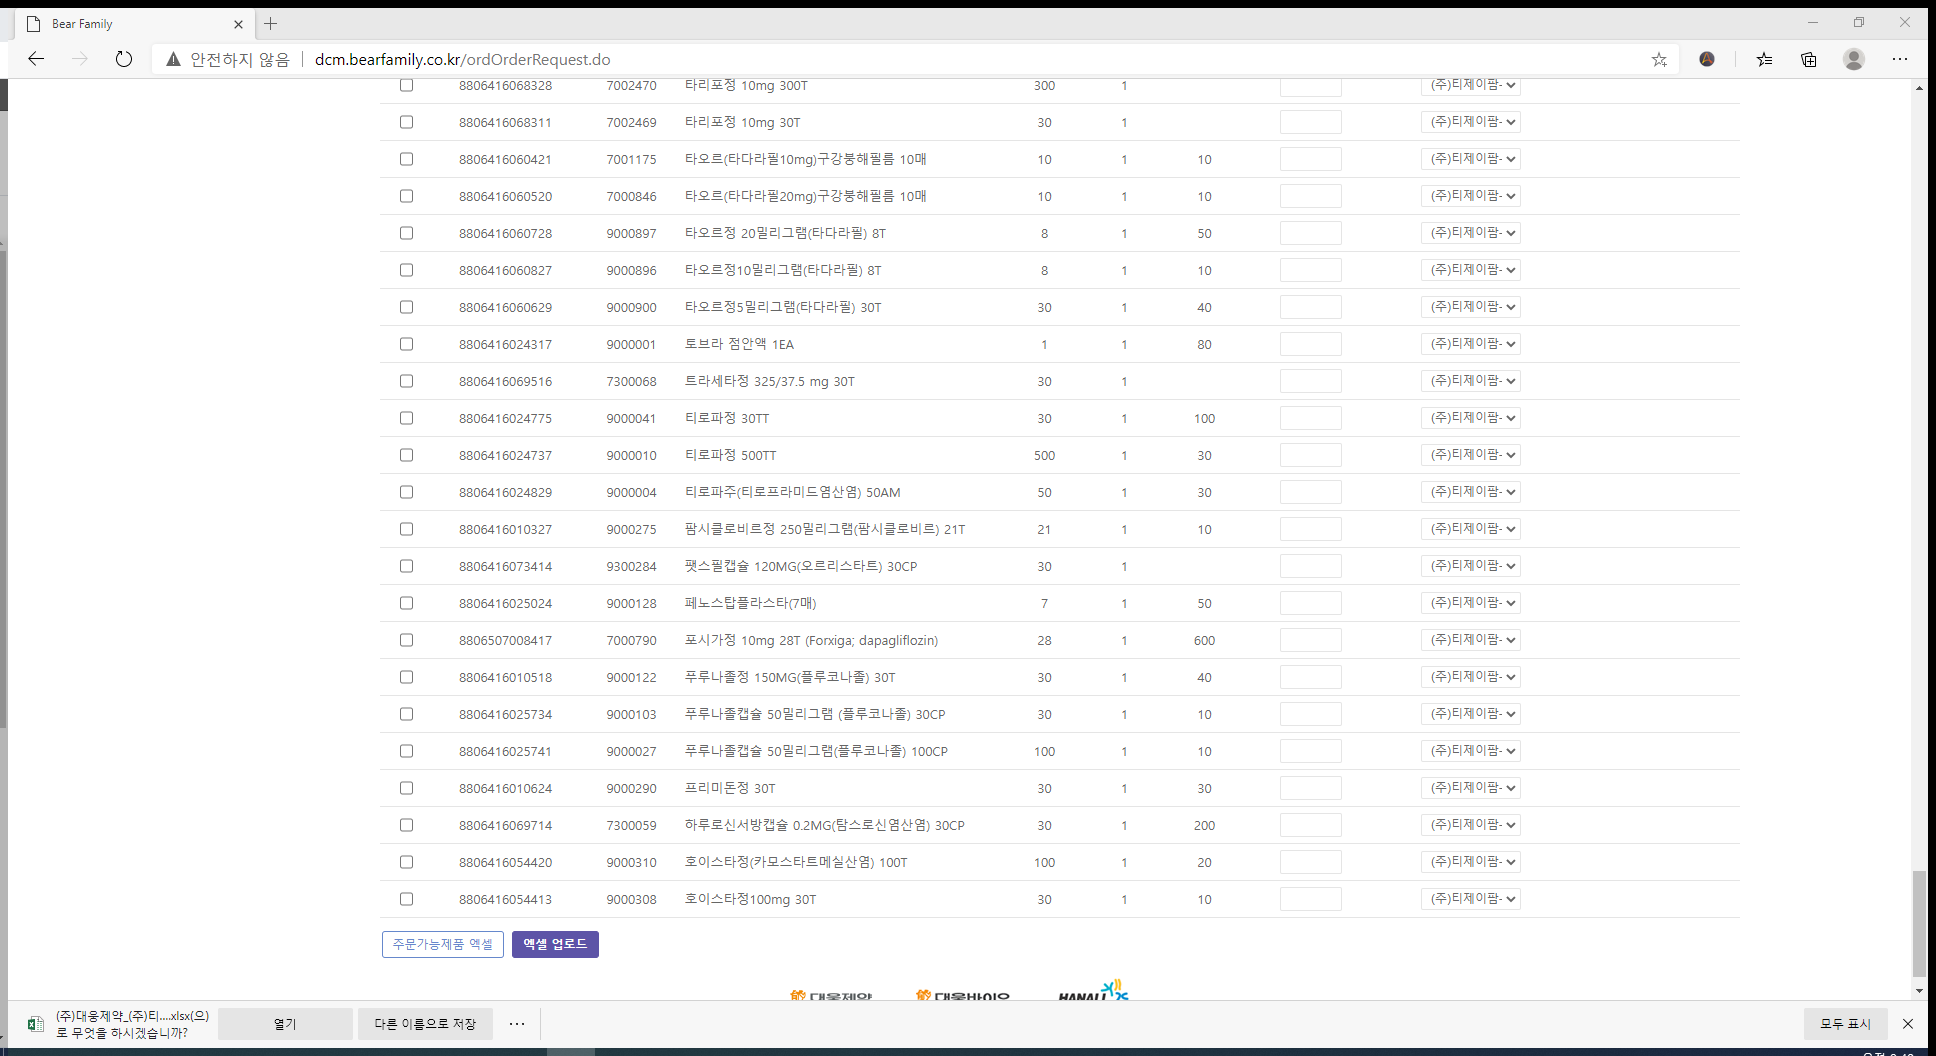 Bear Family
안전하지 않음 dcm.bearfamily.co.kr/ordOrderRequest.do
8806416068328 7002470 타리포정 10mg 300T 300 1 (주)티제이팜-
8806416068311 7002469 타리포정 10mg 30T 30 1 (주)티제이팜-
8806416060421 7001175 타오르(타다라필10mg)구강붕해필름 10매 10 1 10 (주)티제이팜-
8806416060520 7000846 타오르(타다라필20mg)구강붕해필름 10매 10 1 10 (주)티제이팜-
8806416060728 9000897 타오르정 20밀리그램(타다라필) 8T 8 1 50 (주)티제이팜-
8806416060827 9000896 타오르정10밀리그램(타다라필) 8T 8 1 10 (주)티제이팜-
8806416060629 9000900 타오르정5밀리그램(타다라필) 30T 30 1 40 (주)티제이팜-
8806416024317 9000001 토브라 점안액 1EA 1 1 80 (주)티제이팜-
8806416069516 7300068 트라세타정 325/37.5 mg 30T 30 1 (주)티제이팜-
8806416024775 9000041 티로파정 30TT 30 1 100 (주)티제이팜-
8806416024737 9000010 티로파정 500TT 500 1 30 (주)티제이팜-
8806416024829 9000004 티로파주(티로프라미드염산염) 50AM 50 1 30 (주)티제이팜-
8806416010327 9000275 팜시클로비르정 250밀리그램(팜시클로비르) 21T 21 1 10 (주)티제이팜-
8806416073414 9300284 팻스필캡슐 120MG(오르리스타트) 30CP 30 1 (주)티제이팜-
8806416025024 9000128 페노스탑플라스타(7매) 7 1 50 (주)티제이팜-
8806507008417 7000790 포시가정 10mg 28T (Forxiga; dapagliflozin) 28 1 600 (주)티제이팜-
8806416010518 9000122 푸루나졸정 150MG(플루코나졸) 30T 30 1 40 (주)티제이팜-
8806416025734 9000103 푸루나졸캡슐 50밀리그램 (플루코나졸) 30CP 30 1 10 (주)티제이팜-
8806416025741 9000027 푸루나졸캡슐 50밀리그램(플루코나졸) 100CP 100 1 10 (주)티제이팜-
8806416010624 9000290 프리미돈정 30T 30 1 30 (주)티제이팜-
8806416069714 7300059 하루로신서방캡슐 0.2MG(탐스로신염산염) 30CP 30 1 200 (주)티제이팜-
8806416054420 9000310 호이스타정(카모스타트메실산염) 100T 100 1 20 (주)티제이팜-
8806416054413 9000308 호이스타정100mg 30T 30 1 10 (주)티제이팜-
주문가능제품 엑셀 엑셀 업로드
대웅제약 대웅바이오 HANALL
(주)대웅제약_(주)티....xlsx(으)
로 무엇을 하시겠습니까?
열기 다른 이름으로 저장 ··· 모두 표시